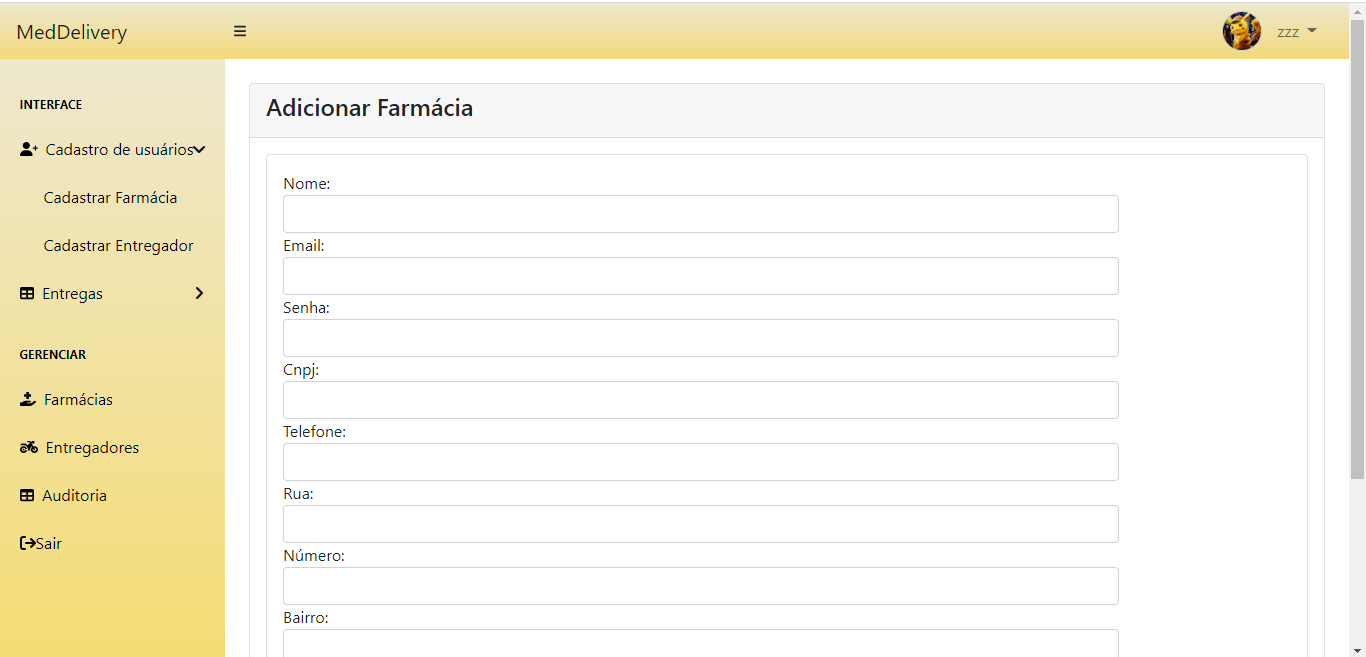 MedDelivery
zzz
INTERFACE
Cadastro de usuários
Cadastrar Farmácia
Cadastrar Entregador
Entregas
GERENCIAR
Farmácias
Entregadores
Auditoria
Sair
Adicionar Farmácia
Nome:
Email:
Senha:
Cnpj:
Telefone:
Rua:
Número:
Bairro: